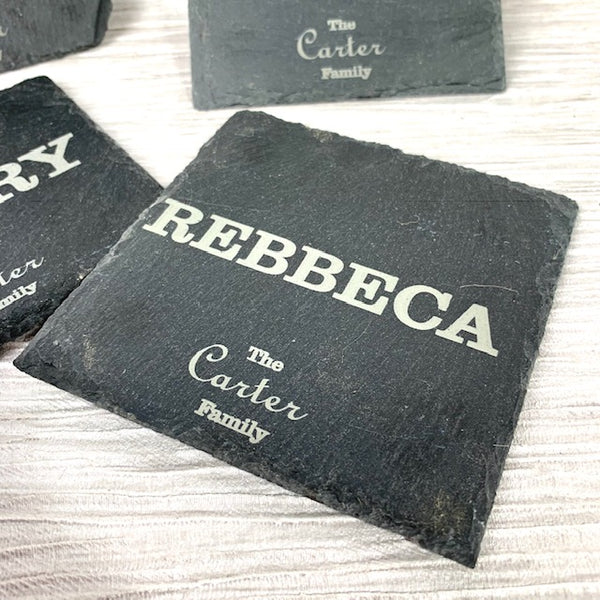 The
Carter
Family
RY
REBBECA
The
Carter
Family